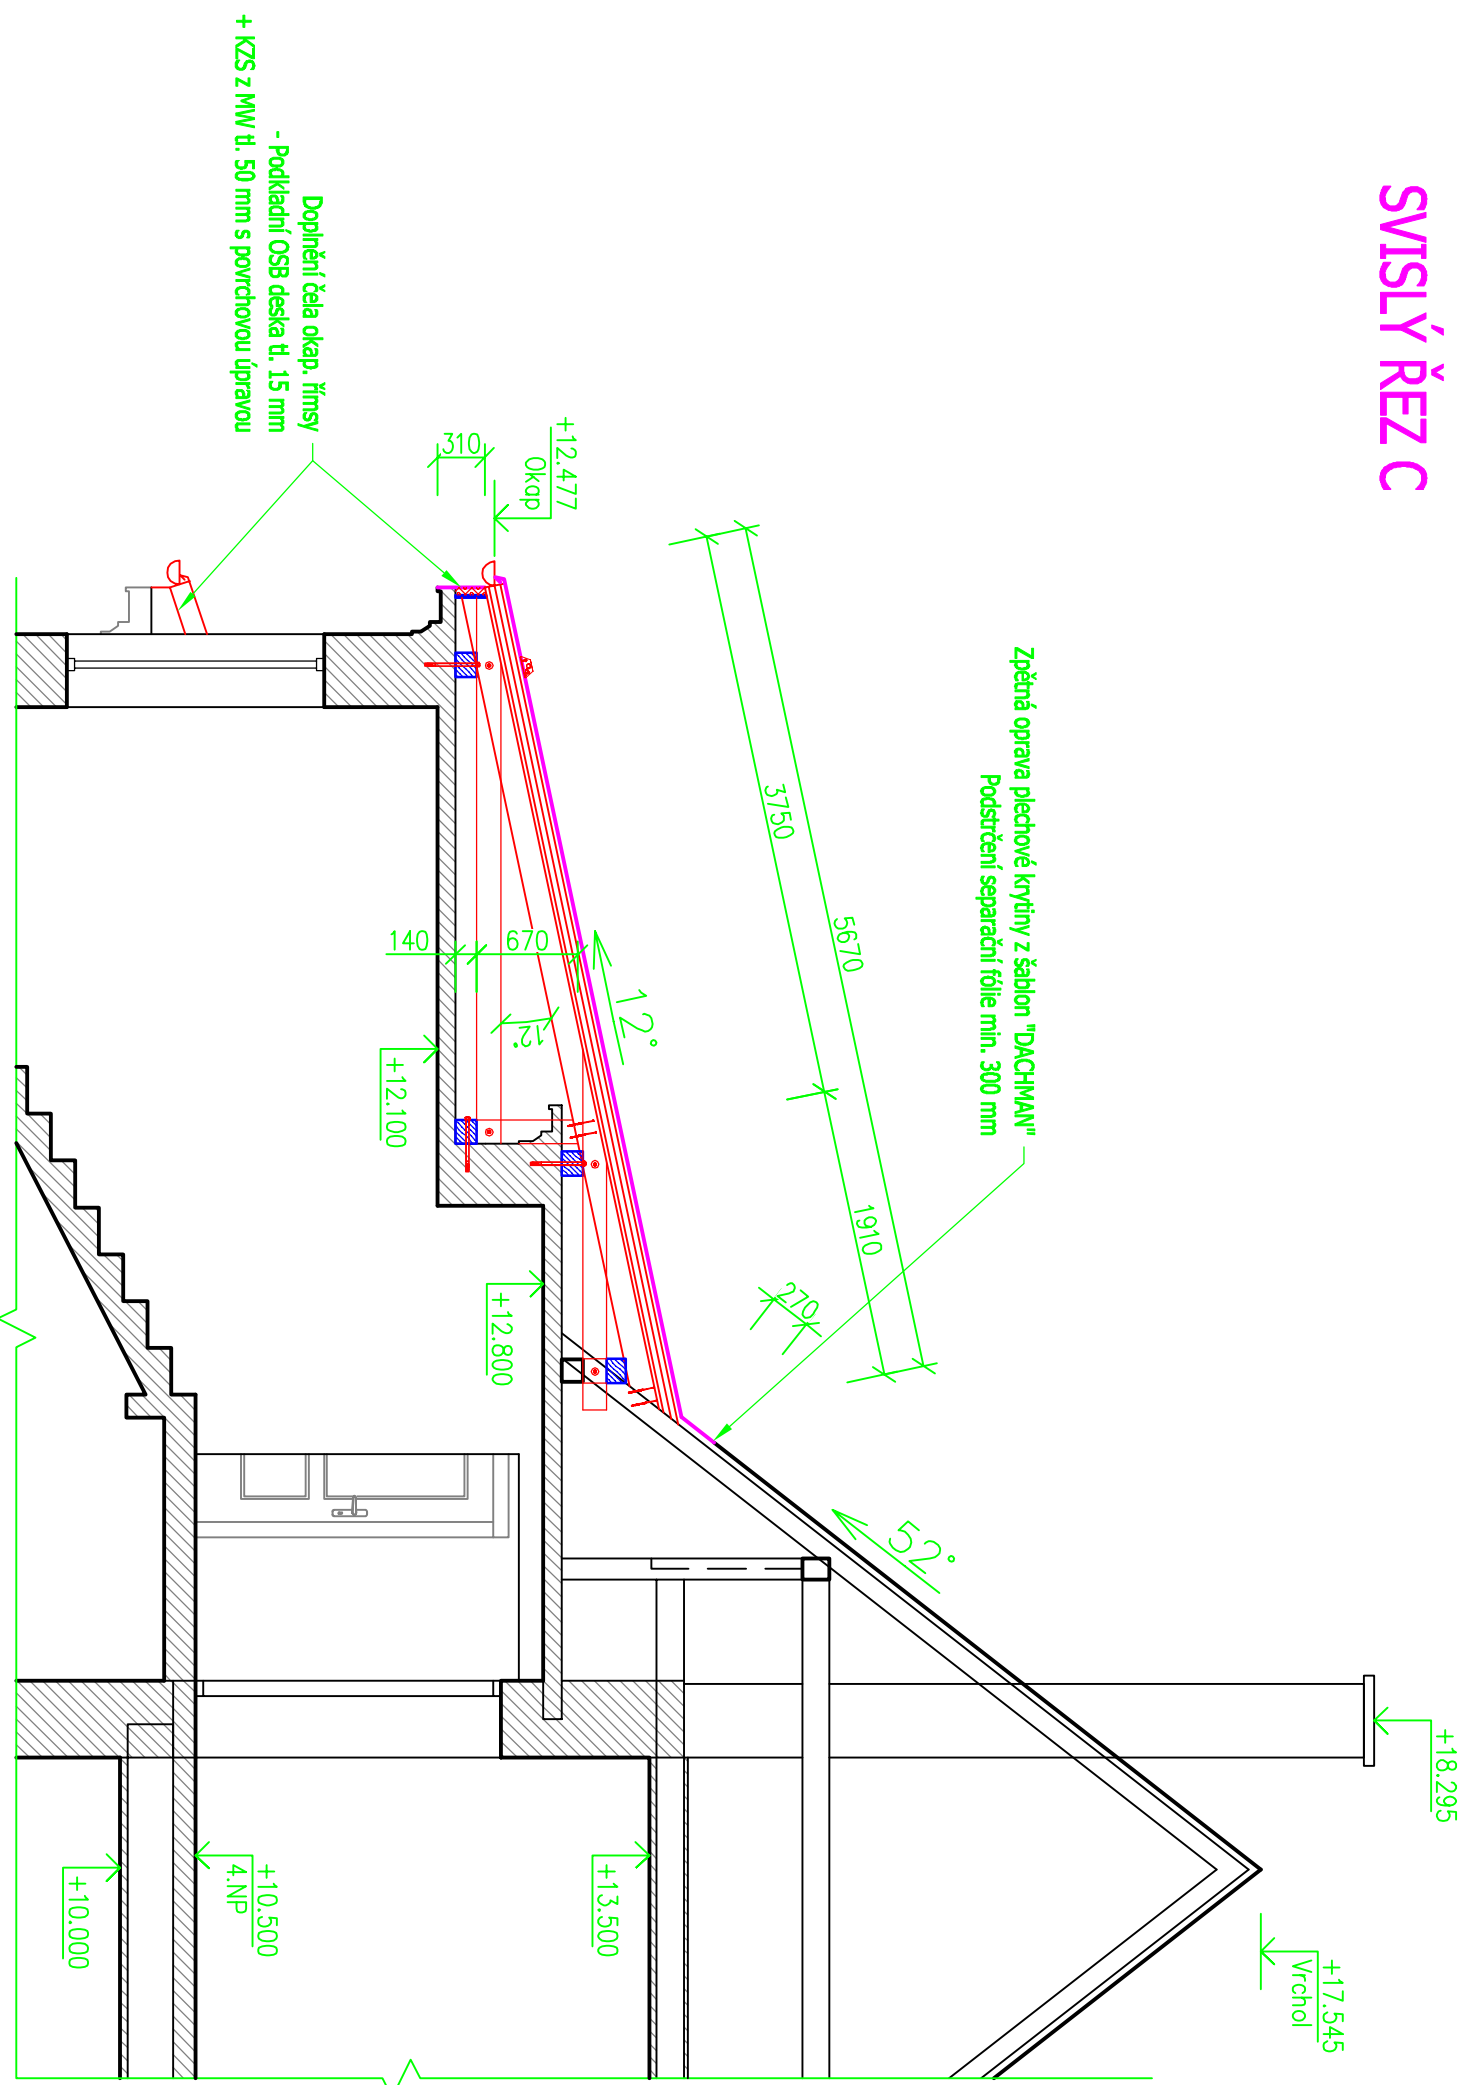 SVISLÝ ŘEZ C
+18.295
+17.545
Vrchol
Zpětná oprava plechové krytiny z šablon "DACHMAN"
Podstrčení separační fólie min. 300 mm
5670
3750
1910
270
52°
12°
12°
+12.477
Okap
310
670
140
+12.100
+12.800
+13.500
+10.500
4.NP
+10.000
Doplnění čela okap. římsy
- Podkladní OSB deska tl. 15 mm
+ KZS z MW tl. 50 mm s povrchovou úpravou